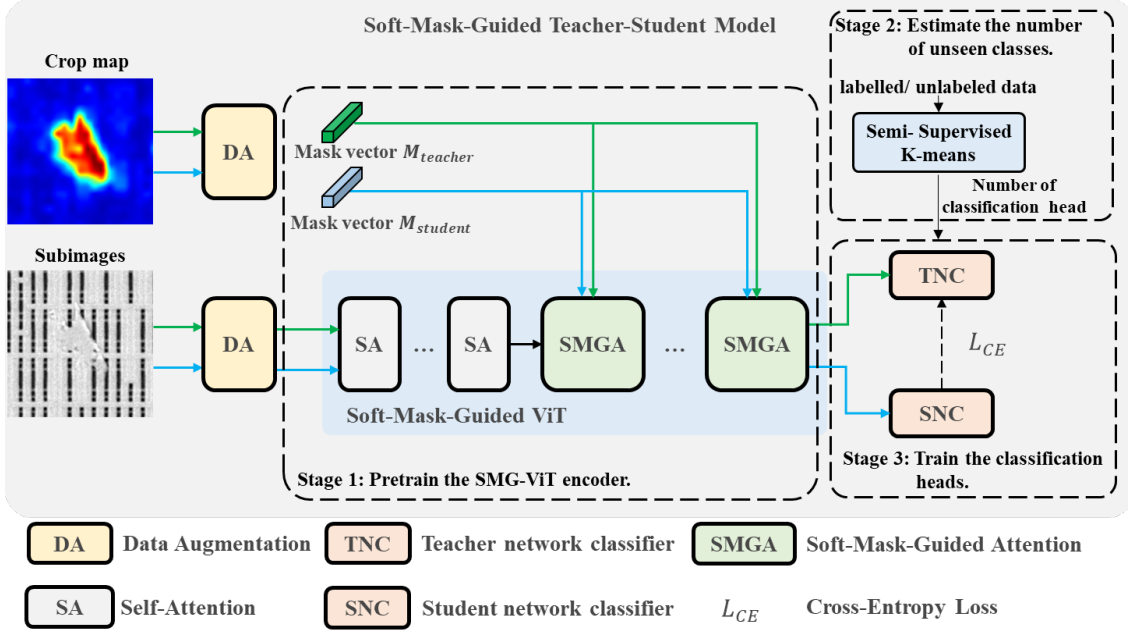 Soft-Mask-Guided Teacher-Student Model
Crop map
DA
Mask vector M_teacher
Mask vector M_student
Subimages
DA
SA
...
SA
SMGA
...
SMGA
Soft-Mask-Guided ViT
Stage 1: Pretrain the SMG-ViT encoder.
Stage 2: Estimate the number
of unseen classes.
labelled/ unlabeled data
Semi- Supervised
K-means
Number of
classification head
TNC
L_CE
SNC
Stage 3: Train the classification
heads.
DA Data Augmentation
TNC Teacher network classifier
SMGA Soft-Mask-Guided Attention
SA Self-Attention
SNC Student network classifier
L_CE Cross-Entropy Loss